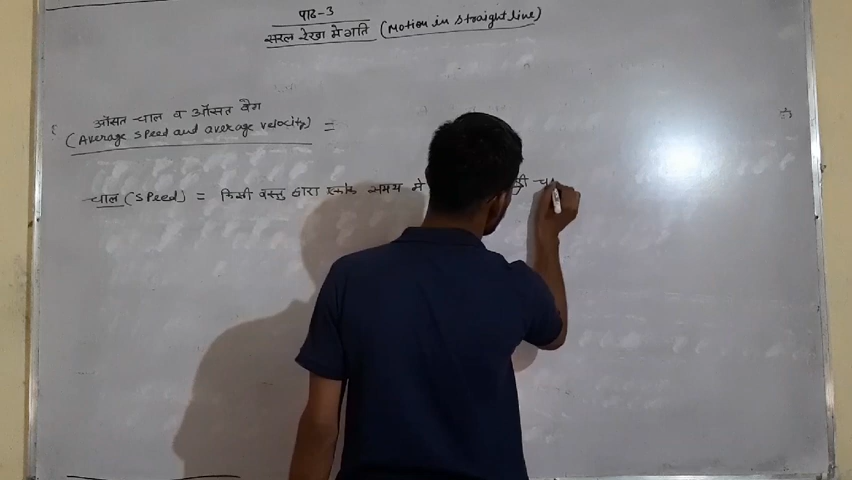 पाठ-3
सरल रेखा मे गति (Motion in straight line)
औसत चाल व औसत वेग
(Average speed and average velocity) =
चाल (speed) = किसी वस्तु द्वारा एकांक समय मे